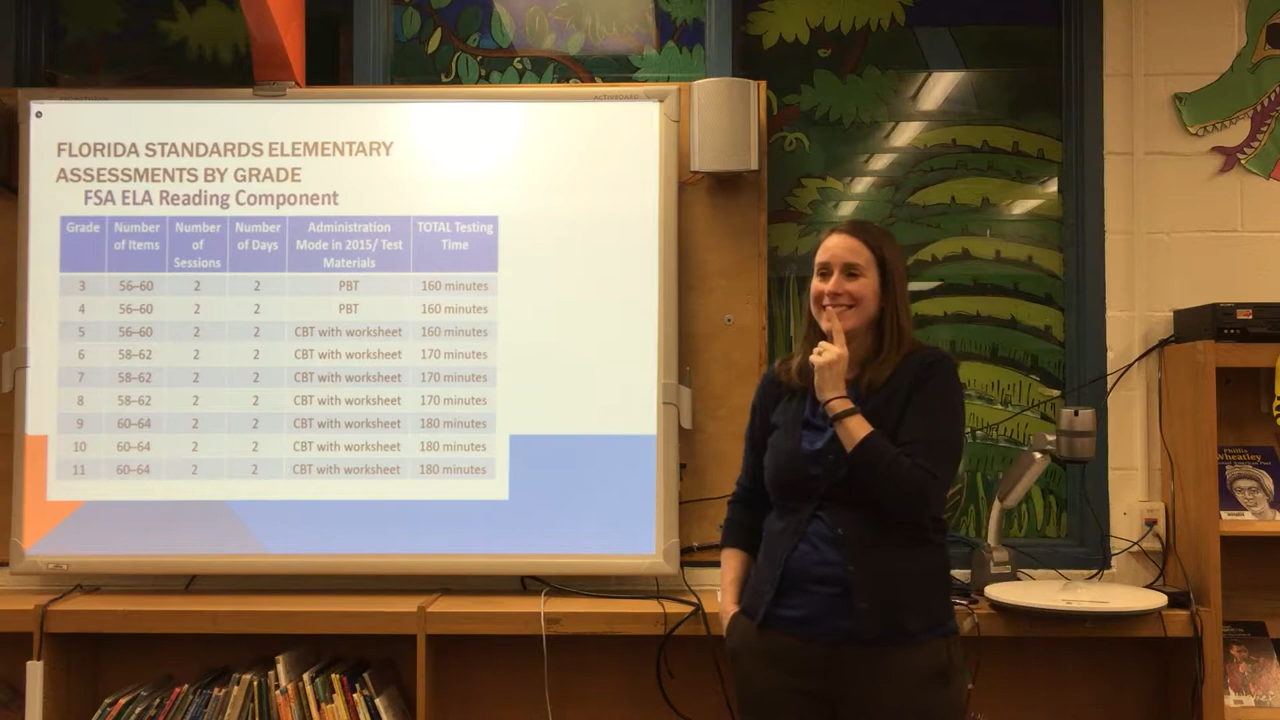 ACTIVBOARD
FLORIDA STANDARDS ELEMENTARY
ASSESSMENTS BY GRADE
FSA ELA Reading Component
Grade Number of Items Number of Sessions Number of Days Administration Mode in 2015/ Test Materials TOTAL Testing Time
3 56–60 2 2 PBT 160 minutes
4 56–60 2 2 PBT 160 minutes
5 56–60 2 2 CBT with worksheet 160 minutes
6 58–62 2 2 CBT with worksheet 170 minutes
7 58–62 2 2 CBT with worksheet 170 minutes
8 58–62 2 2 CBT with worksheet 170 minutes
9 60–64 2 2 CBT with worksheet 180 minutes
10 60–64 2 2 CBT with worksheet 180 minutes
11 60–64 2 2 CBT with worksheet 180 minutes
SONY
Phillis
Wheatley